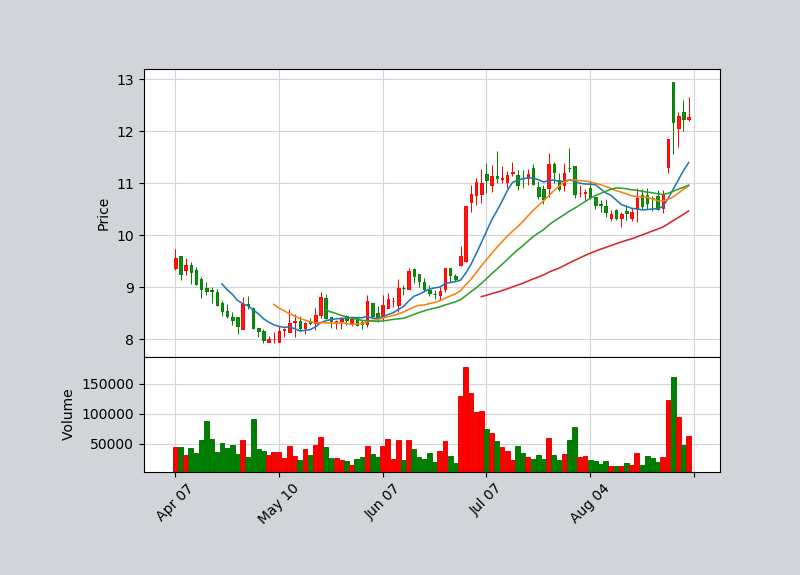 13
12
11
10
9
8
Price
150000
100000
50000
Volume
Apr 07
May 10
Jun 07
Jul 07
Aug 04